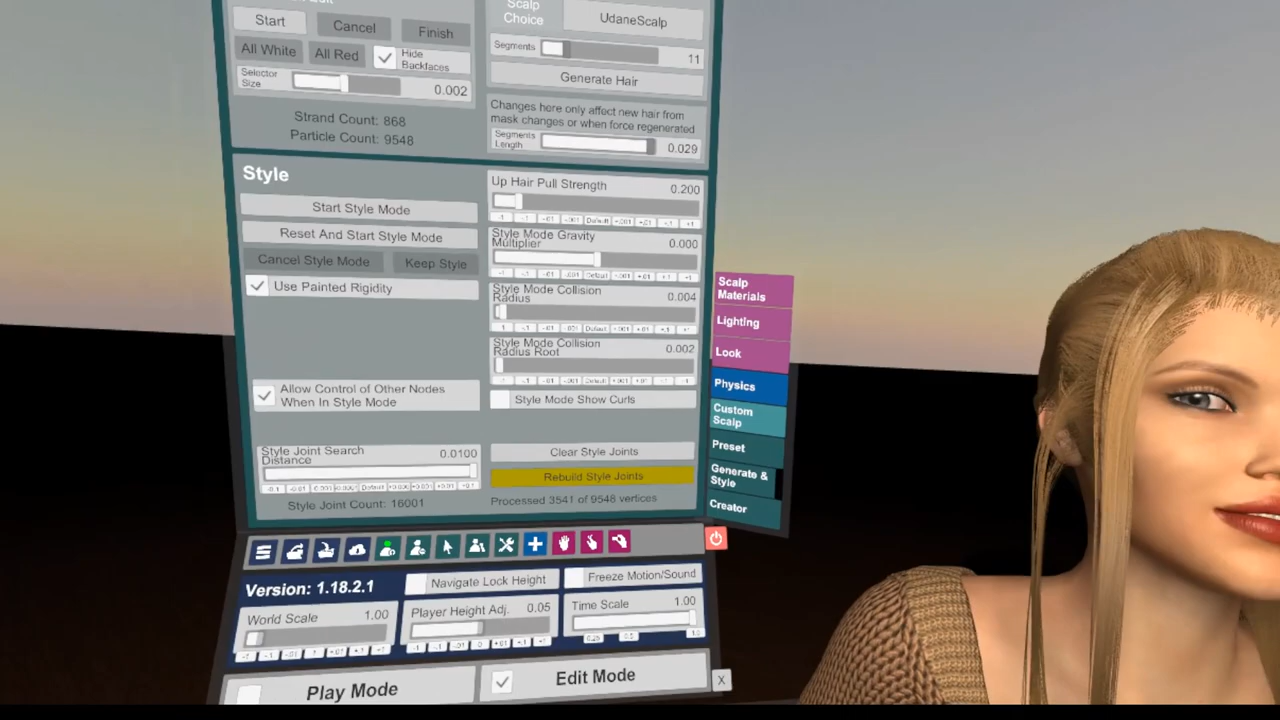 Start
Cancel
Finish
All White
All Red
Hide Backfaces
Selector Size
0.002
Strand Count: 868
Particle Count: 9548
Scalp Choice
UdaneScalp
Segments
11
Generate Hair
Changes here only affect new hair from
mask changes or when force regenerated
Segments Length
0.029
Style
Start Style Mode
Reset And Start Style Mode
Cancel Style Mode
Keep Style
Use Painted Rigidity
Allow Control of Other Nodes
When In Style Mode
Style Joint Search
Distance
0.0100
Style Joint Count: 16001
Up Hair Pull Strength
0.200
Style Mode Gravity
Multiplier
0.000
Style Mode Collision
Radius
0.004
Style Mode Collision
Radius Root
0.002
Style Mode Show Curls
Clear Style Joints
Rebuild Style Joints
Processed 3541 of 9548 vertices
Scalp
Materials
Lighting
Look
Physics
Custom
Scalp
Preset
Generate &
Style
Creator
Version: 1.18.2.1
Navigate Lock Height
Freeze Motion/Sound
World Scale
1.00
Player Height Adj.
0.05
Time Scale
1.00
Play Mode
Edit Mode
X